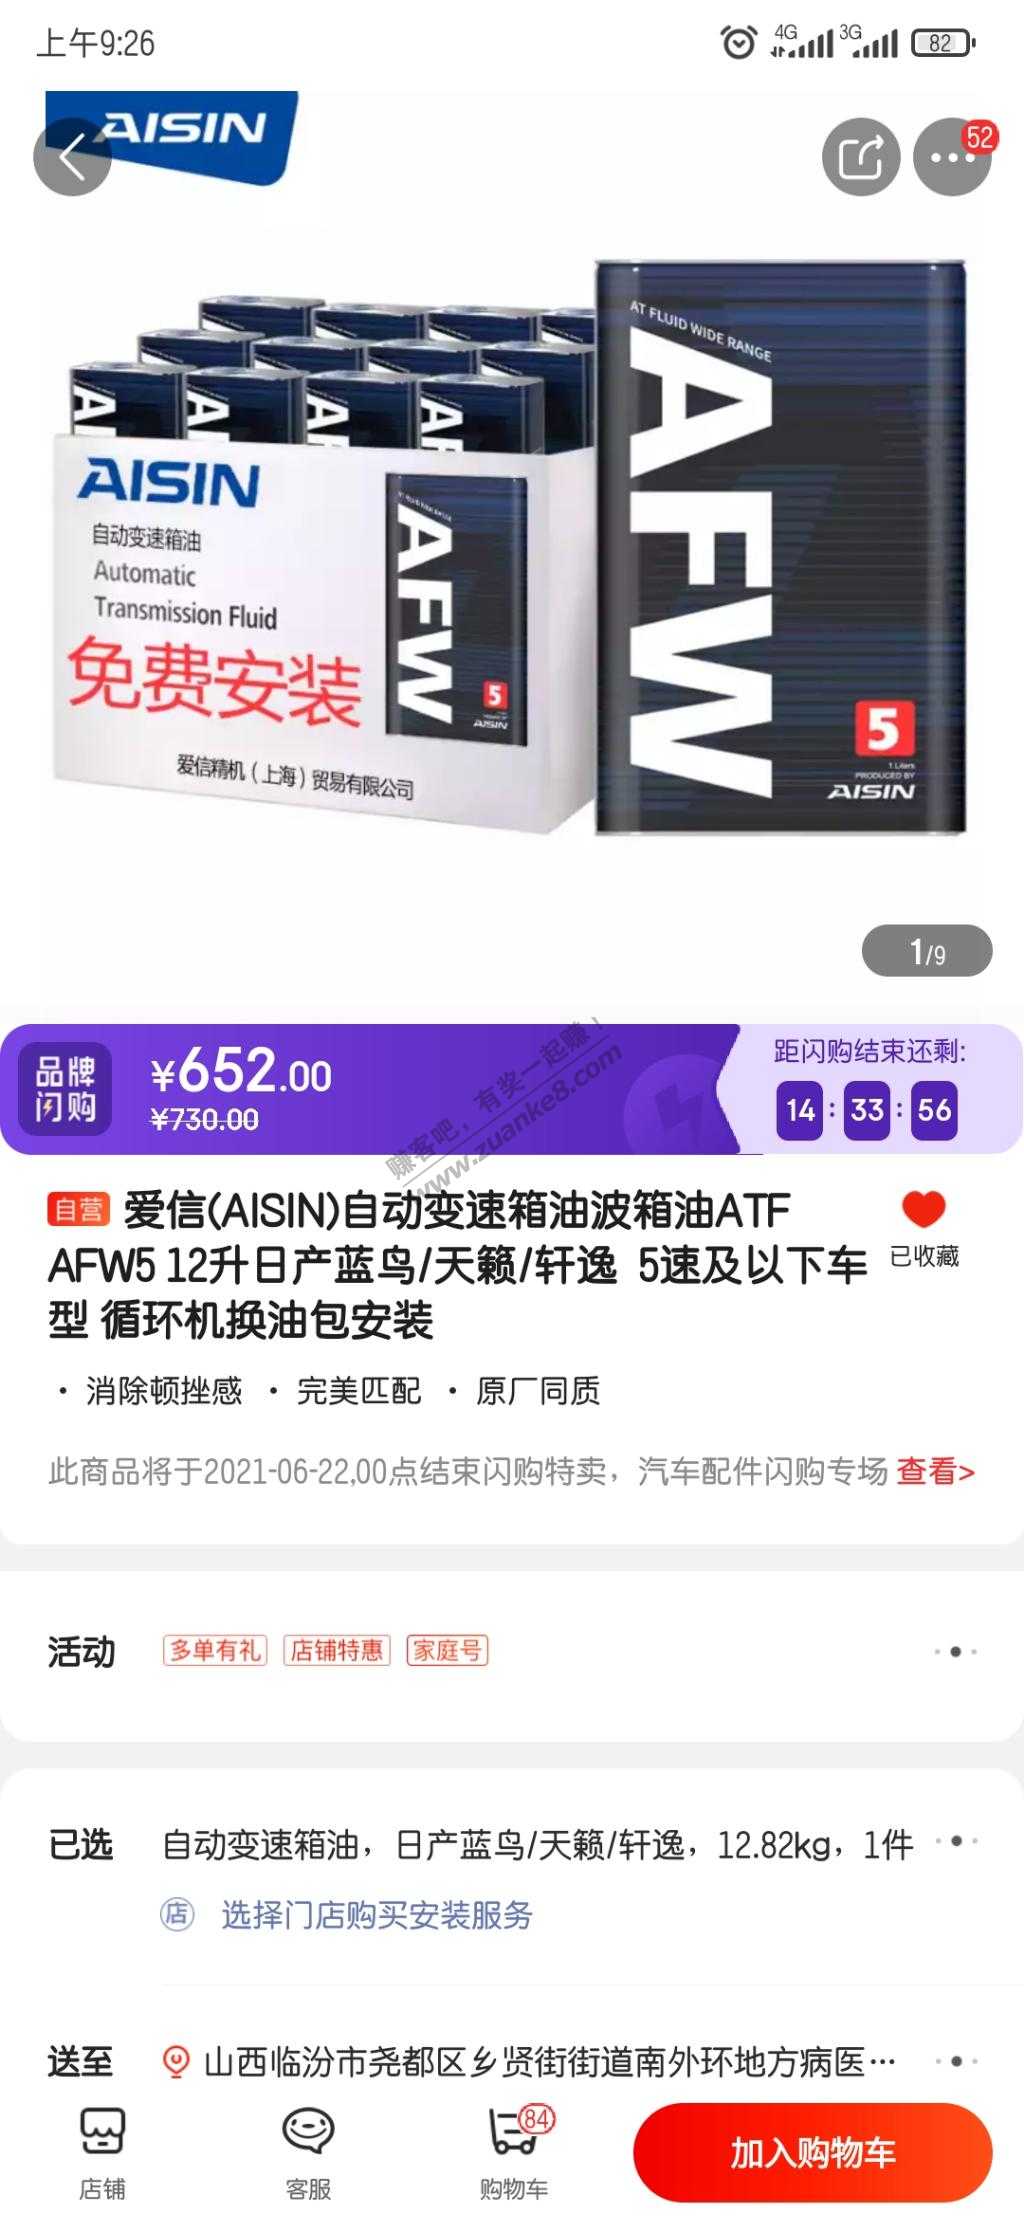 上午9:26
4G
3G
82
AISIN
52
AT FLUID WIDE RANGE
AFW
5
1 Liters
PRODUCED BY
AISIN
AISIN
自动变速箱油
Automatic
Transmission Fluid
免费安装
AFW
5
AISIN
爱信精机（上海）贸易有限公司
1/9
品牌
闪购
¥652.00
¥730.00
距闪购结束还剩:
14:33:56
赚客吧，有奖一起赚！
www.zuanke8.com
自营 爱信(AISIN)自动变速箱油波箱油ATF
AFW5 12升日产蓝鸟/天籁/轩逸 5速及以下车
型 循环机换油包安装
已收藏
· 消除顿挫感 · 完美匹配 · 原厂同质
此商品将于2021-06-22,00点结束闪购特卖，汽车配件闪购专场 查看>
活动 多单有礼 店铺特惠 家庭号
已选 自动变速箱油，日产蓝鸟/天籁/轩逸，12.82kg，1件
店 选择门店购买安装服务
送至 山西临汾市尧都区乡贤街街道南外环地方病医…
84
店铺
客服
购物车
加入购物车